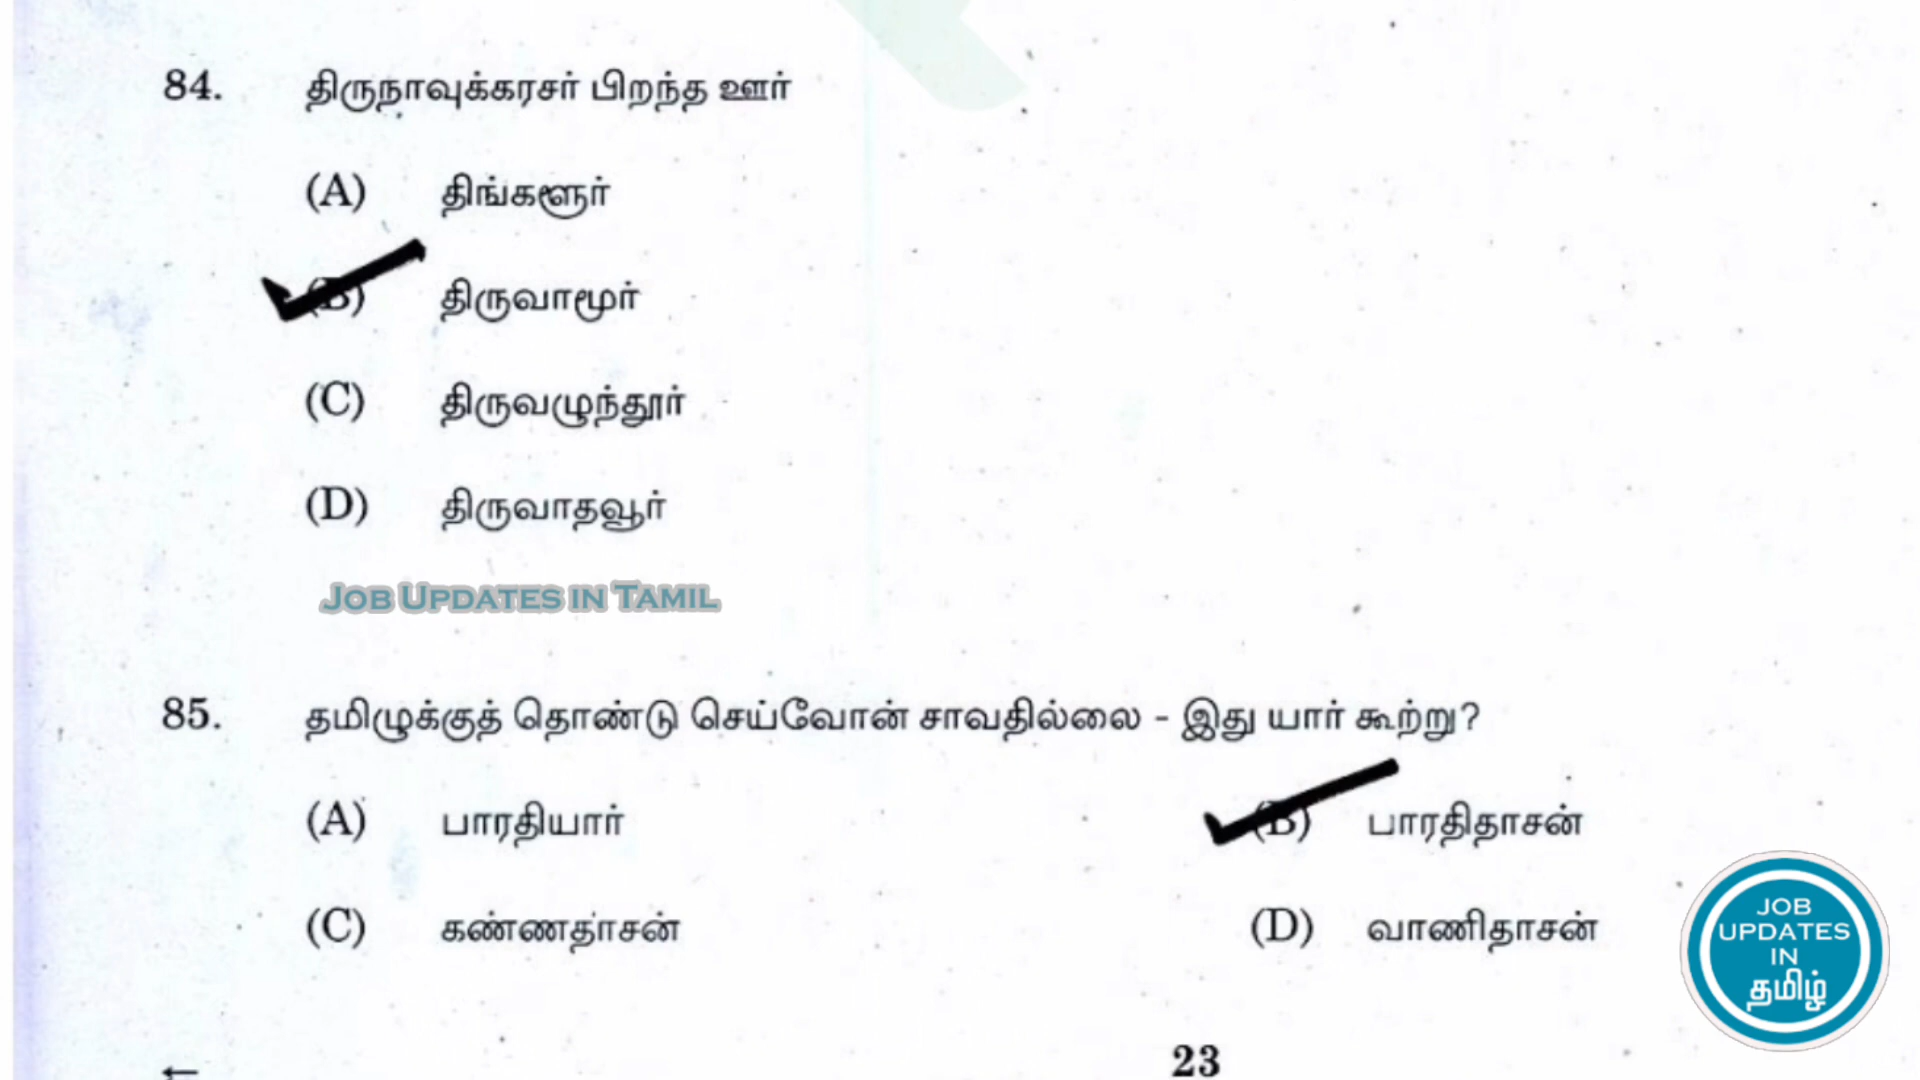 84. திருநாவுக்கரசர் பிறந்த ஊர்
(A) திங்களூர்
(B) திருவாமூர்
(C) திருவழுந்தூர்
(D) திருவாதவூர்
JOB UPDATES IN TAMIL
85. தமிழுக்குத் தொண்டு செய்வோன் சாவதில்லை - இது யார் கூற்று?
(A) பாரதியார் (B) பாரதிதாசன்
(C) கண்ணதாசன் (D) வாணிதாசன்
JOB
UPDATES
IN
தமிழ்
23